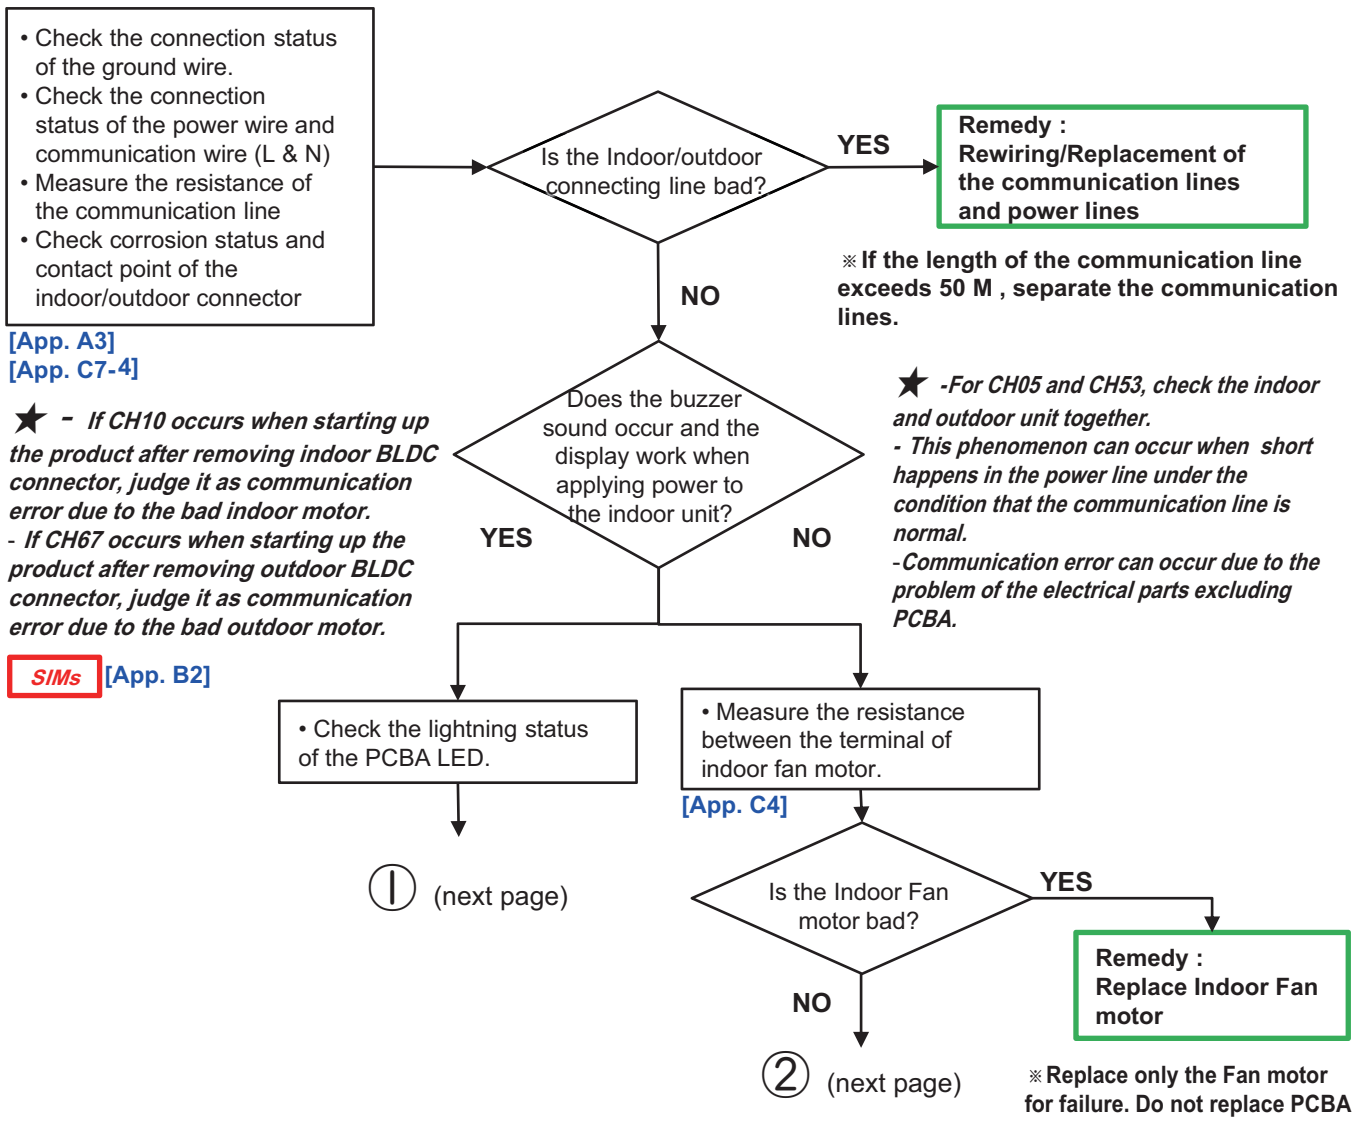 • Check the connection status
of the ground wire.
• Check the connection
status of the power wire and
communication wire (L & N)
• Measure the resistance of
the communication line
• Check corrosion status and
contact point of the
indoor/outdoor connector
[App. A3]
[App. C7-4]
Is the Indoor/outdoor
connecting line bad?
YES
Remedy :
Rewiring/Replacement of
the communication lines
and power lines
※ If the length of the communication line
exceeds 50 M , separate the communication
lines.
NO
★ - If CH10 occurs when starting up
the product after removing indoor BLDC
connector, judge it as communication
error due to the bad indoor motor.
- If CH67 occurs when starting up the
product after removing outdoor BLDC
connector, judge it as communication
error due to the bad outdoor motor.
SIMs [App. B2]
Does the buzzer
sound occur and the
display work when
applying power to
the indoor unit?
YES
NO
★ -For CH05 and CH53, check the indoor
and outdoor unit together.
- This phenomenon can occur when short
happens in the power line under the
condition that the communication line is
normal.
-Communication error can occur due to the
problem of the electrical parts excluding
PCBA.
• Check the lightning status
of the PCBA LED.
① (next page)
• Measure the resistance
between the terminal of
indoor fan motor.
[App. C4]
Is the Indoor Fan
motor bad?
YES
Remedy :
Replace Indoor Fan
motor
※ Replace only the Fan motor
for failure. Do not replace PCBA
NO
② (next page)